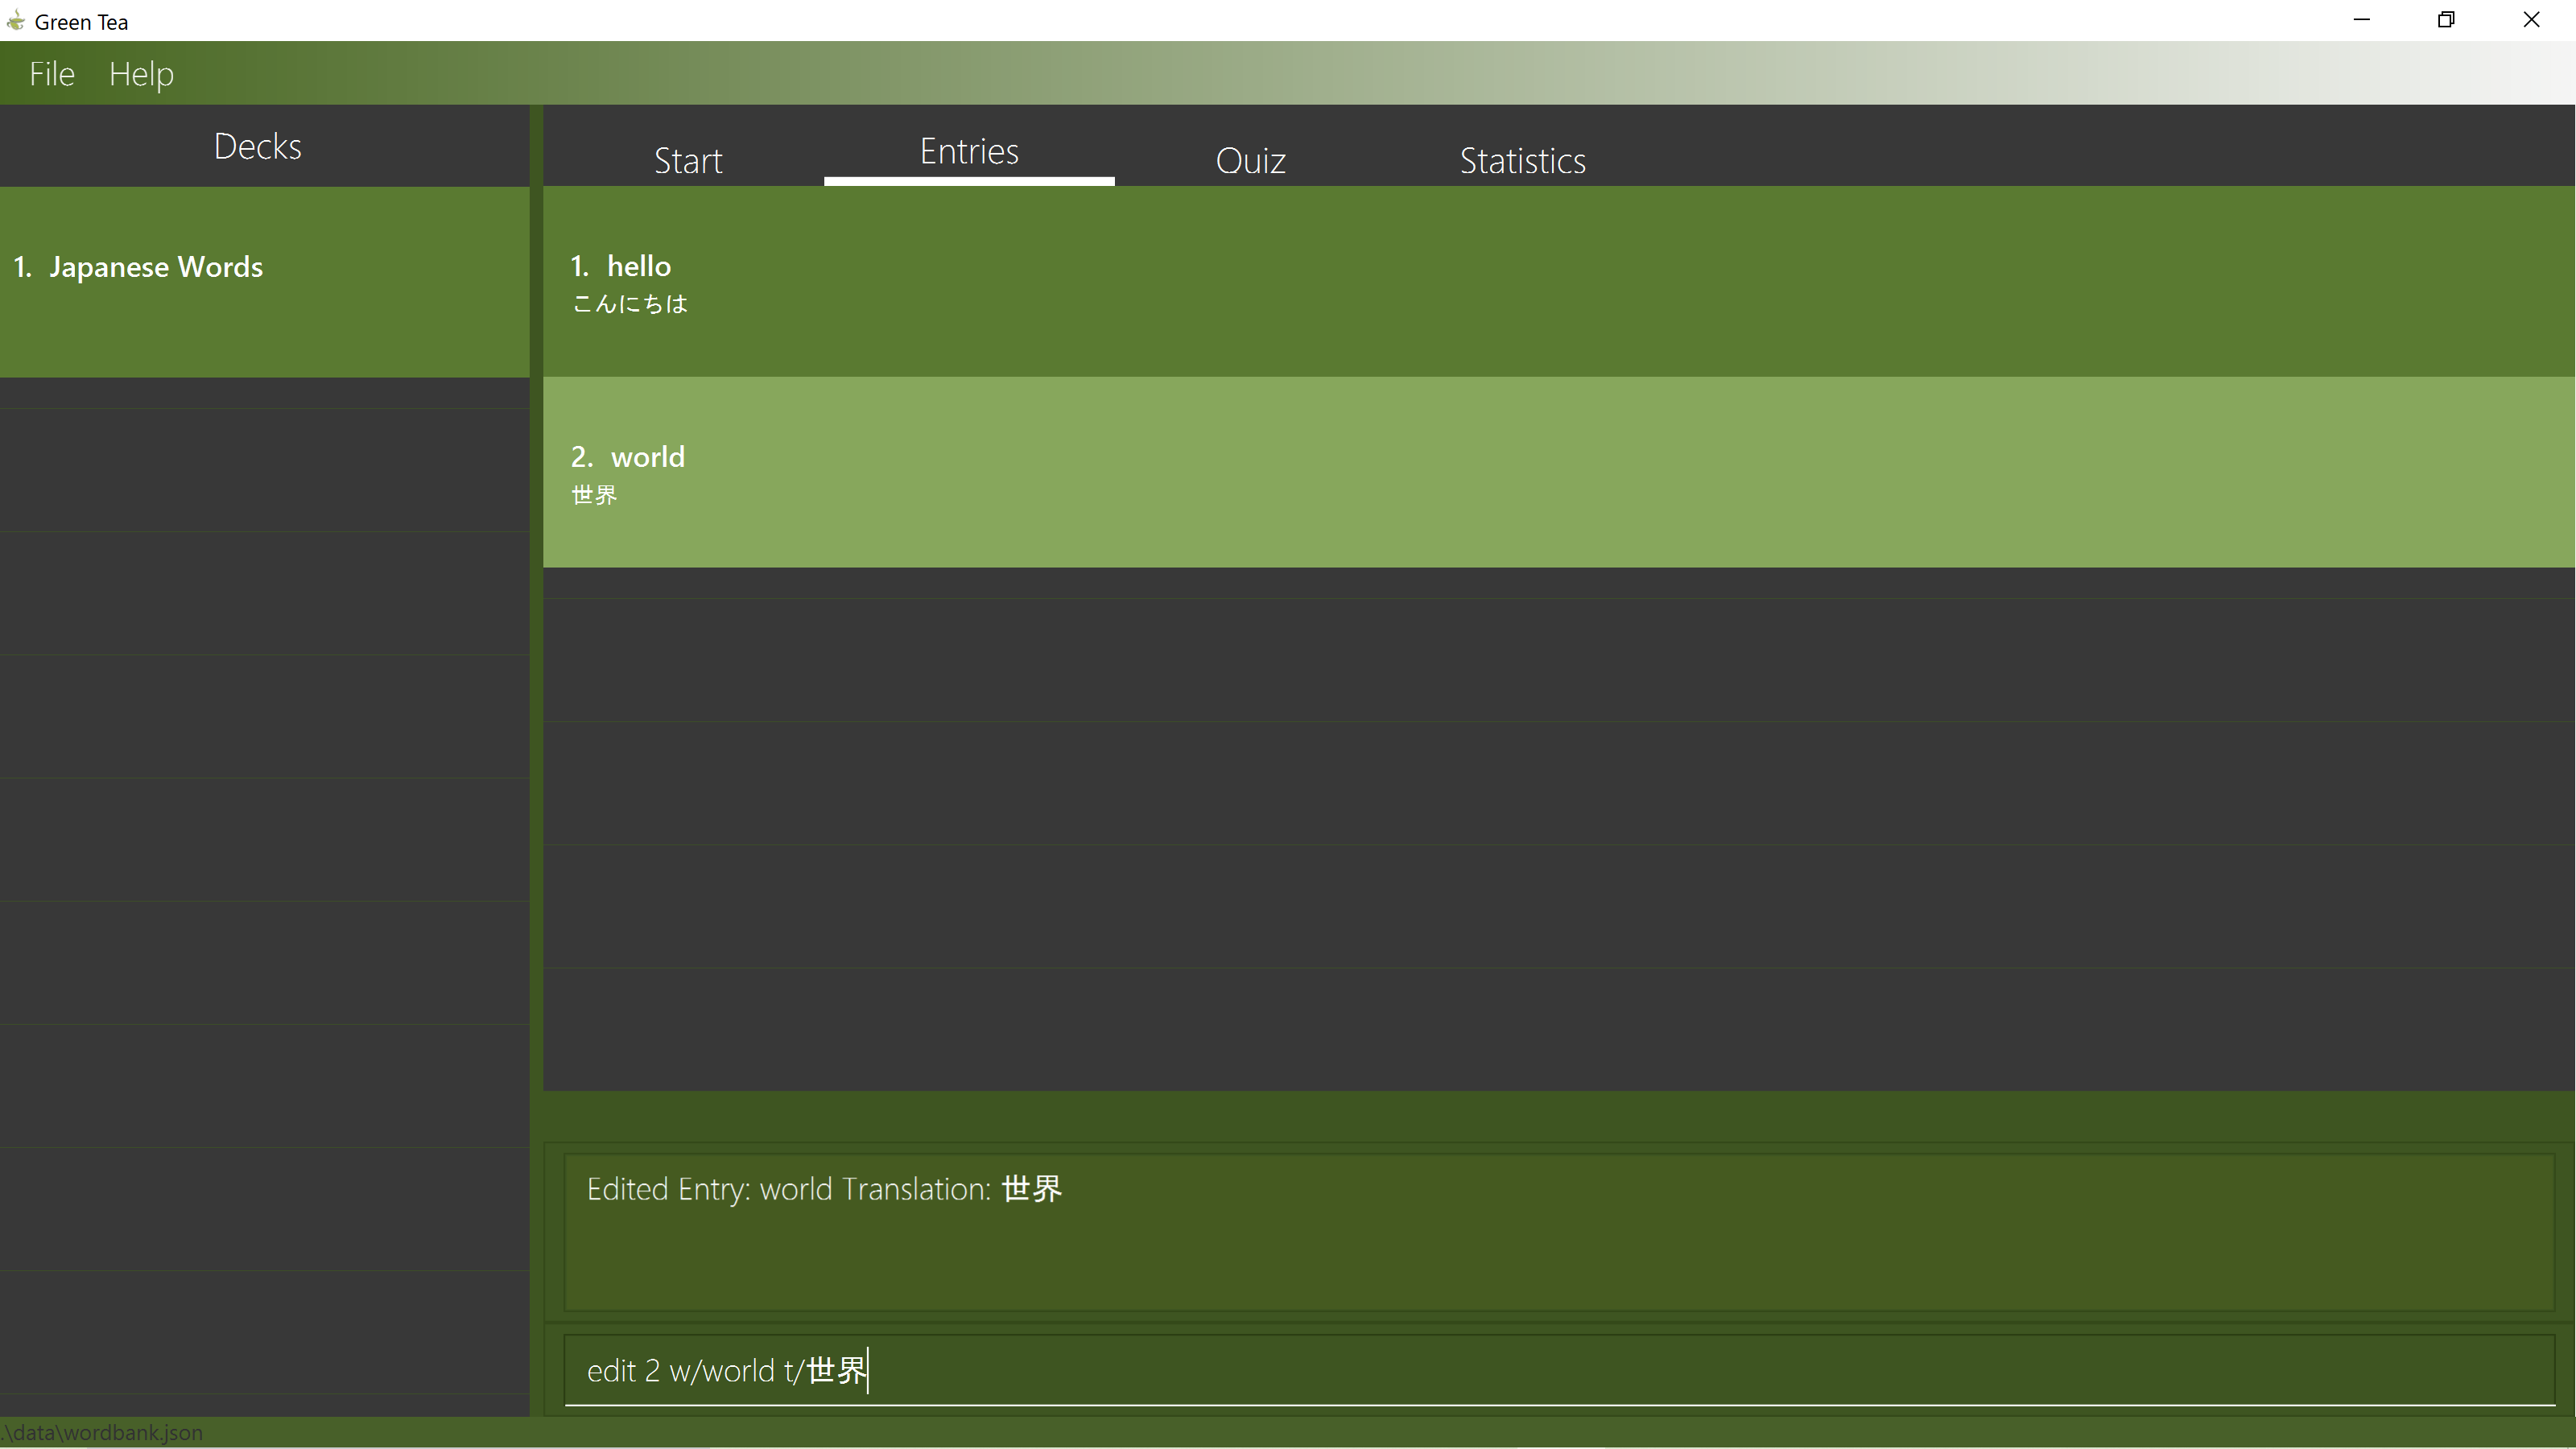 Green Tea
File Help
Decks
Start Entries Quiz Statistics
1. Japanese Words
1. hello
こんにちは
2. world
世界
Edited Entry: world Translation: 世界
edit 2 w/world t/世界
.\data\wordbank.json